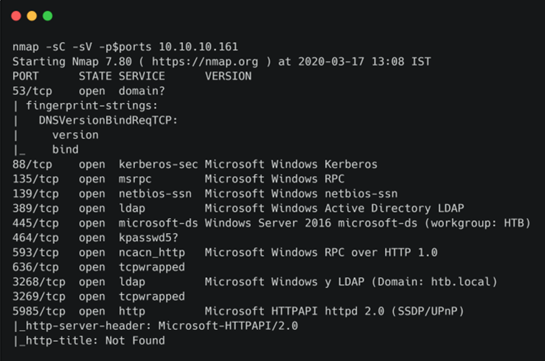 nmap -sC -sV -p$ports 10.10.10.161
Starting Nmap 7.80 ( https://nmap.org ) at 2020-03-17 13:08 IST
PORT     STATE SERVICE      VERSION
53/tcp   open  domain?
| fingerprint-strings:
|   DNSVersionBindReqTCP:
|     version
|_    bind
88/tcp   open  kerberos-sec Microsoft Windows Kerberos
135/tcp  open  msrpc        Microsoft Windows RPC
139/tcp  open  netbios-ssn  Microsoft Windows netbios-ssn
389/tcp  open  ldap         Microsoft Windows Active Directory LDAP
445/tcp  open  microsoft-ds Windows Server 2016 microsoft-ds (workgroup: HTB)
464/tcp  open  kpasswd5?
593/tcp  open  ncacn_http   Microsoft Windows RPC over HTTP 1.0
636/tcp  open  tcpwrapped
3268/tcp open  ldap         Microsoft Windows y LDAP (Domain: htb.local)
3269/tcp open  tcpwrapped
5985/tcp open  http         Microsoft HTTPAPI httpd 2.0 (SSDP/UPnP)
|_http-server-header: Microsoft-HTTPAPI/2.0
|_http-title: Not Found